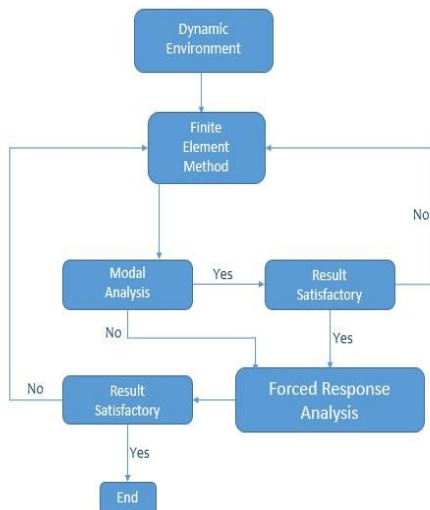 Dynamic
Environment
Finite
Element
Method
No
Modal
Analysis
Yes
Result
Satisfactory
No
Yes
Forced Response
Analysis
No
Result
Satisfactory
Yes
End